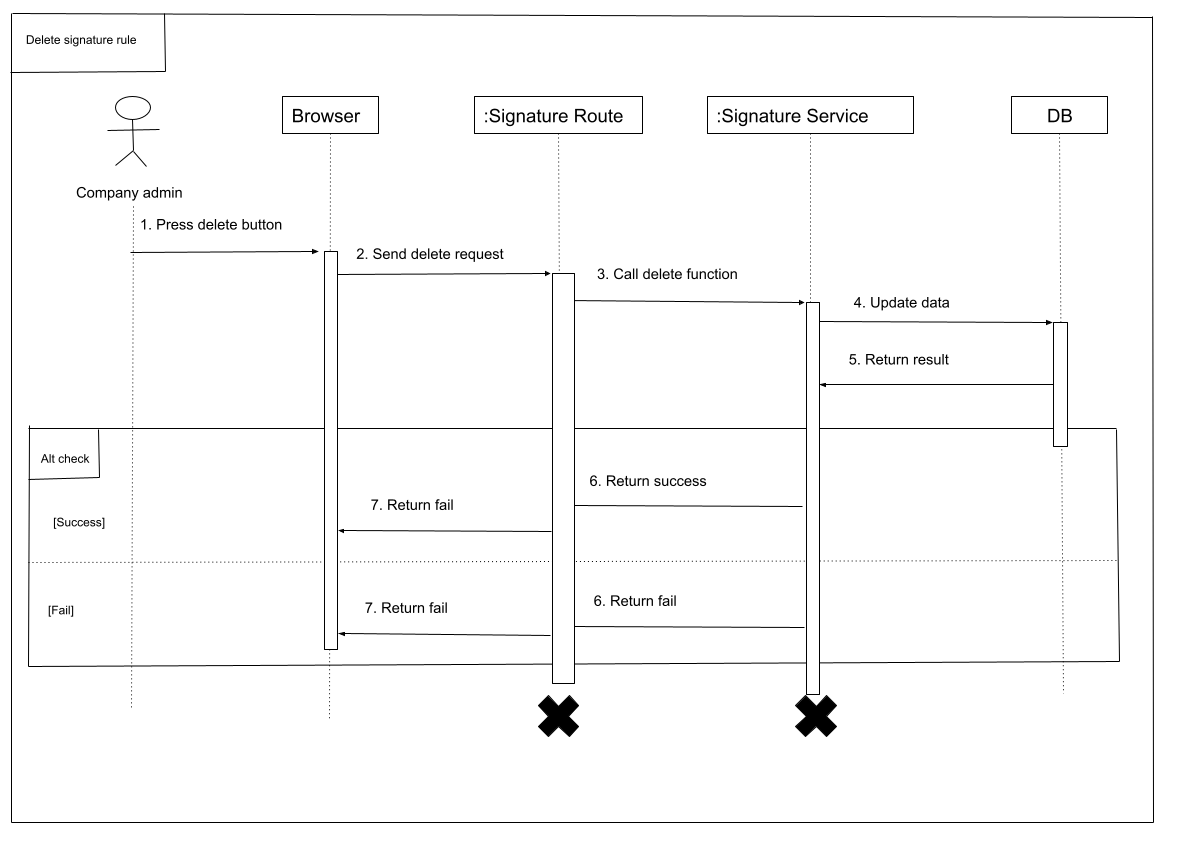 Delete signature rule
Browser
:Signature Route
:Signature Service
DB
Company admin
1. Press delete button
2. Send delete request
3. Call delete function
4. Update data
5. Return result
Alt check
6. Return success
7. Return fail
[Success]
6. Return fail
7. Return fail
[Fail]